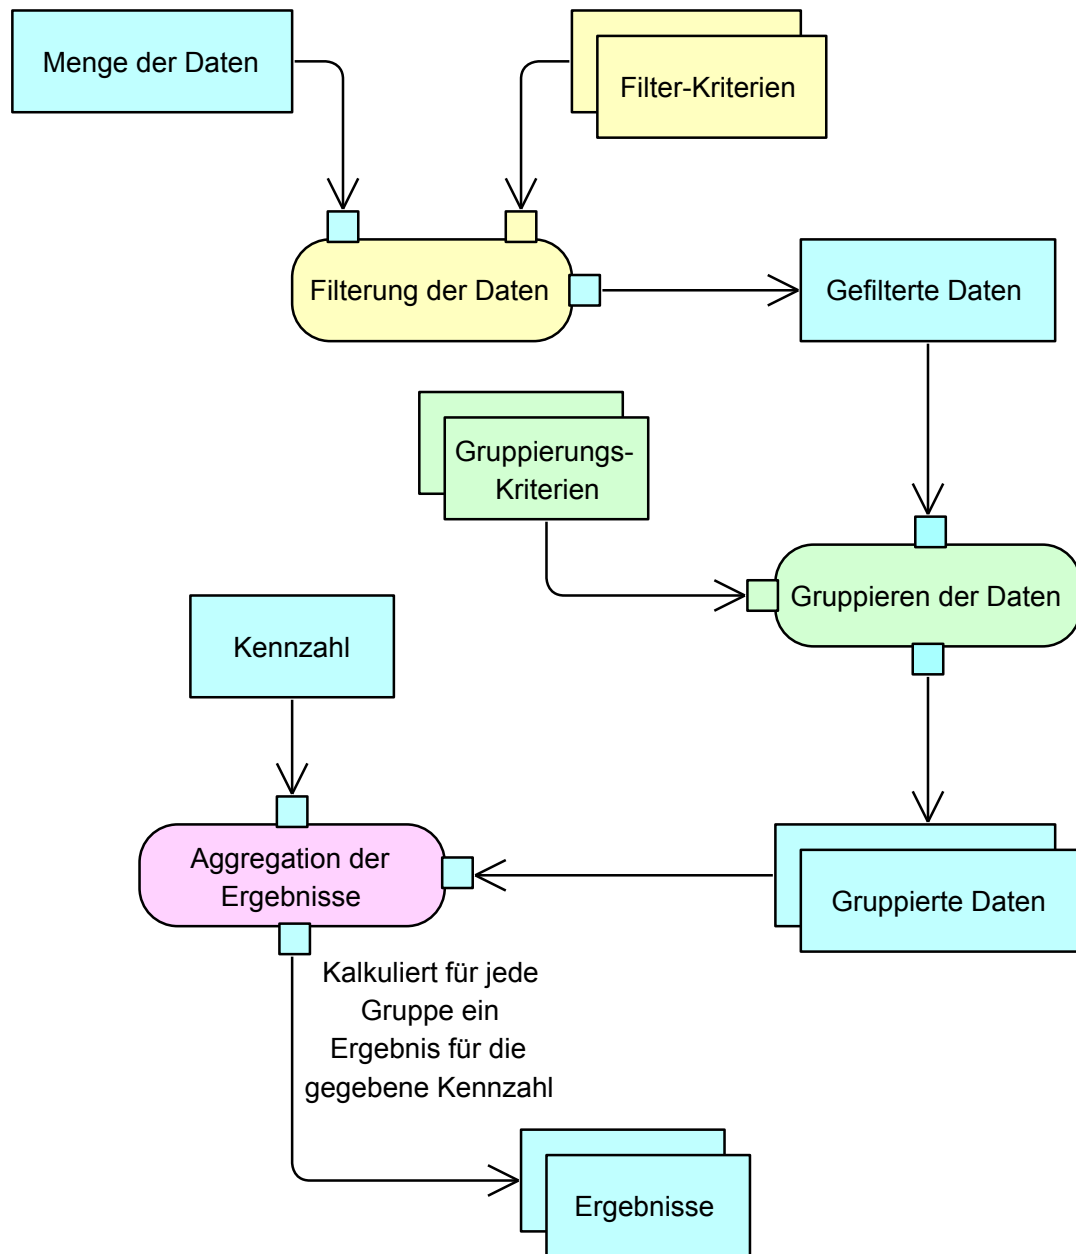 Menge der Daten
Filter-Kriterien
Filterung der Daten
Gefilterte Daten
Gruppierungs-
Kriterien
Gruppieren der Daten
Kennzahl
Aggregation der
Ergebnisse
Gruppierte Daten
Kalkuliert für jede
Gruppe ein
Ergebnis für die
gegebene Kennzahl
Ergebnisse